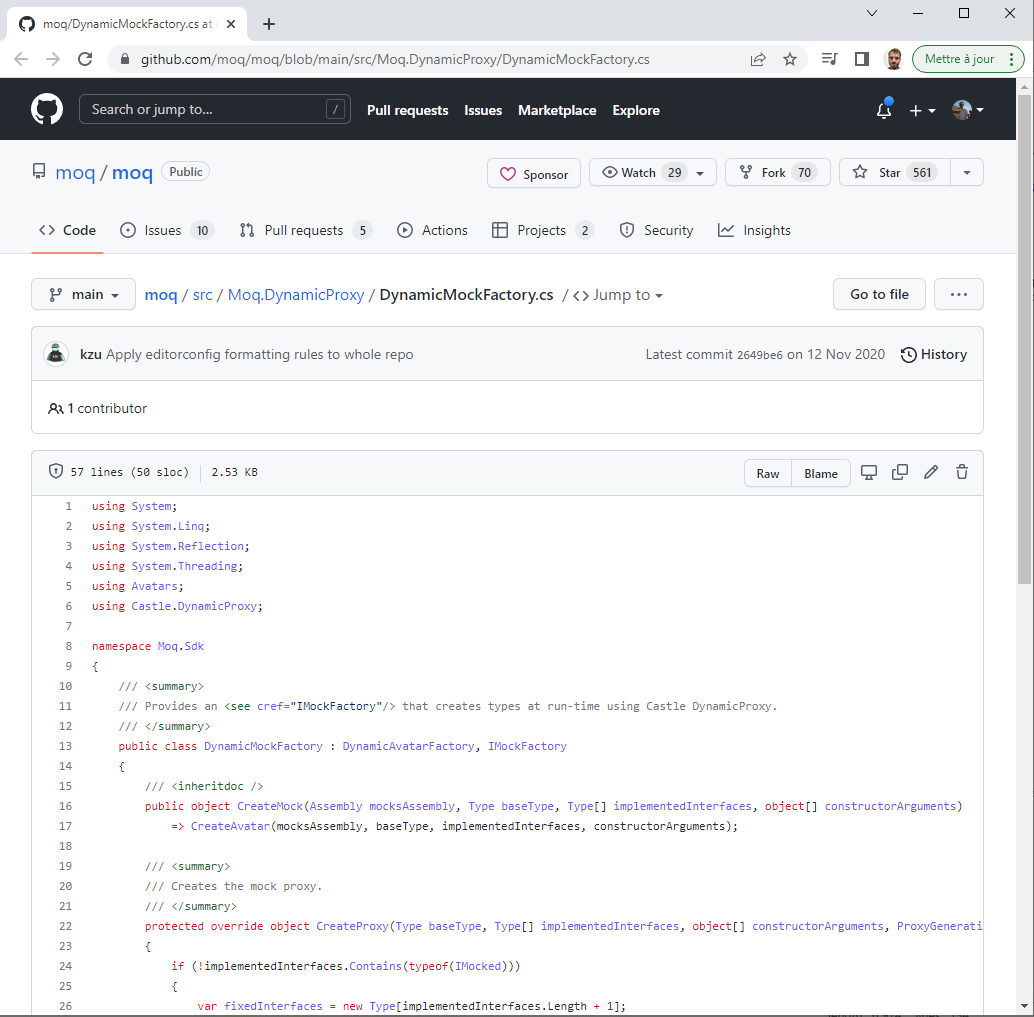 moq/DynamicMockFactory.cs at
github.com/moq/moq/blob/main/src/Moq.DynamicProxy/DynamicMockFactory.cs
Mettre à jour
Search or jump to...
/
Pull requests
Issues
Marketplace
Explore
moq / moq
Public
Sponsor
Watch 29
Fork 70
Star 561
Code
Issues 10
Pull requests 5
Actions
Projects 2
Security
Insights
main
moq / src / Moq.DynamicProxy / DynamicMockFactory.cs / <> Jump to
Go to file
...
kzu Apply editorconfig formatting rules to whole repo
Latest commit 2649be6 on 12 Nov 2020
History
1 contributor
57 lines (50 sloc) | 2.53 KB
Raw
Blame
1 using System;
2 using System.Linq;
3 using System.Reflection;
4 using System.Threading;
5 using Avatars;
6 using Castle.DynamicProxy;
7
8 namespace Moq.Sdk
9 {
10     /// <summary>
11     /// Provides an <see cref="IMockFactory"/> that creates types at run-time using Castle DynamicProxy.
12     /// </summary>
13     public class DynamicMockFactory : DynamicAvatarFactory, IMockFactory
14     {
15         /// <inheritdoc />
16         public object CreateMock(Assembly mocksAssembly, Type baseType, Type[] implementedInterfaces, object[] constructorArguments)
17             => CreateAvatar(mocksAssembly, baseType, implementedInterfaces, constructorArguments);
18
19         /// <summary>
20         /// Creates the mock proxy.
21         /// </summary>
22         protected override object CreateProxy(Type baseType, Type[] implementedInterfaces, object[] constructorArguments, ProxyGenerati
23         {
24             if (!implementedInterfaces.Contains(typeof(IMocked)))
25             {
26                 var fixedInterfaces = new Type[implementedInterfaces.Length + 1];